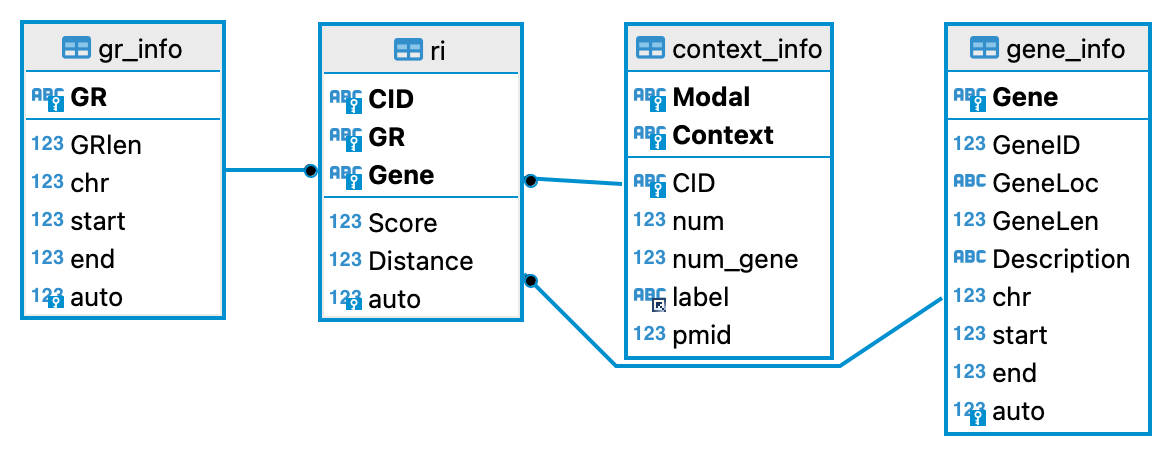 gr_info
ABC GR
123 GRlen
123 chr
123 start
123 end
123 auto
ri
ABC CID
ABC GR
ABC Gene
123 Score
123 Distance
123 auto
context_info
ABC Modal
ABC Context
ABC CID
123 num
123 num_gene
ABC label
123 pmid
gene_info
ABC Gene
123 GeneID
ABC GeneLoc
123 GeneLen
ABC Description
123 chr
123 start
123 end
123 auto